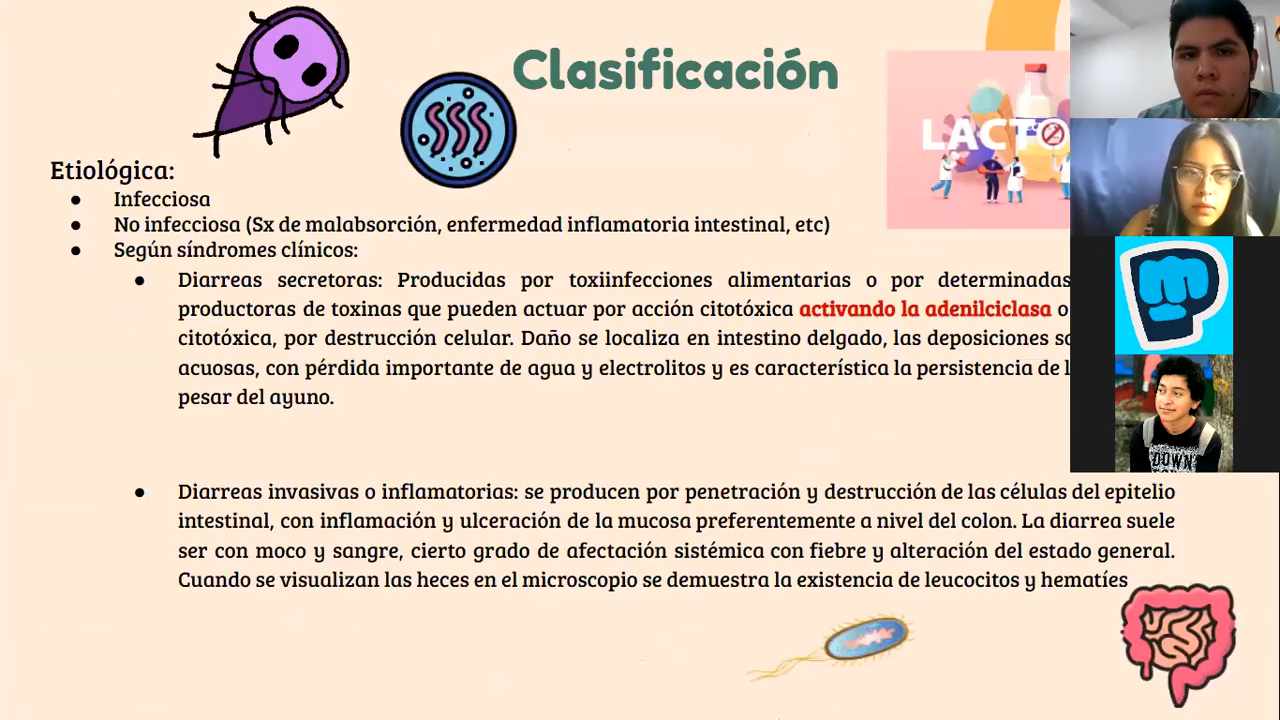 Clasificación
LACTO
Etiológica:
● Infecciosa
● No infecciosa (Sx de malabsorción, enfermedad inflamatoria intestinal, etc)
● Según síndromes clínicos:
● Diarreas secretoras: Producidas por toxiinfecciones alimentarias o por determinadas
productoras de toxinas que pueden actuar por acción citotóxica activando la adenilciclasa o
citotóxica, por destrucción celular. Daño se localiza en intestino delgado, las deposiciones
acuosas, con pérdida importante de agua y electrolitos y es característica la persistencia de
pesar del ayuno.
● Diarreas invasivas o inflamatorias: se producen por penetración y destrucción de las células del epitelio
intestinal, con inflamación y ulceración de la mucosa preferentemente a nivel del colon. La diarrea suele
ser con moco y sangre, cierto grado de afectación sistémica con fiebre y alteración del estado general.
Cuando se visualizan las heces en el microscopio se demuestra la existencia de leucocitos y hematíes
DOWN